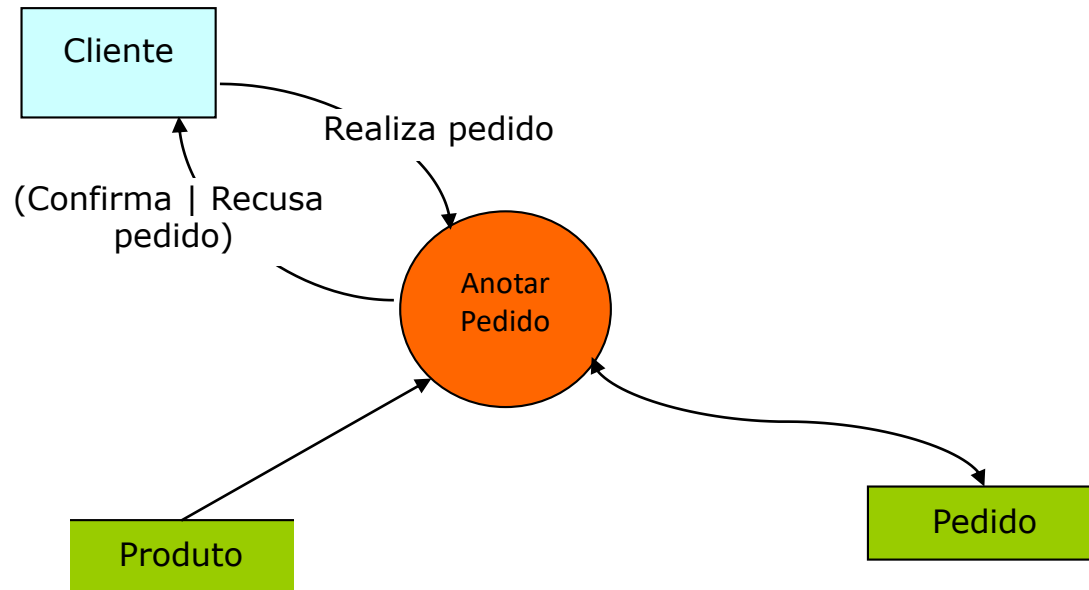 Cliente
Realiza pedido
(Confirma | Recusa
pedido)
Anotar
Pedido
Produto
Pedido